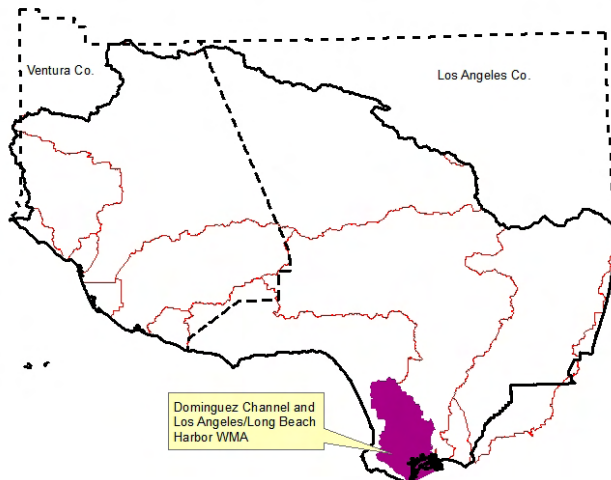 Ventura Co.
Los Angeles Co.
Dominguez Channel and
Los Angeles/Long Beach
Harbor WMA